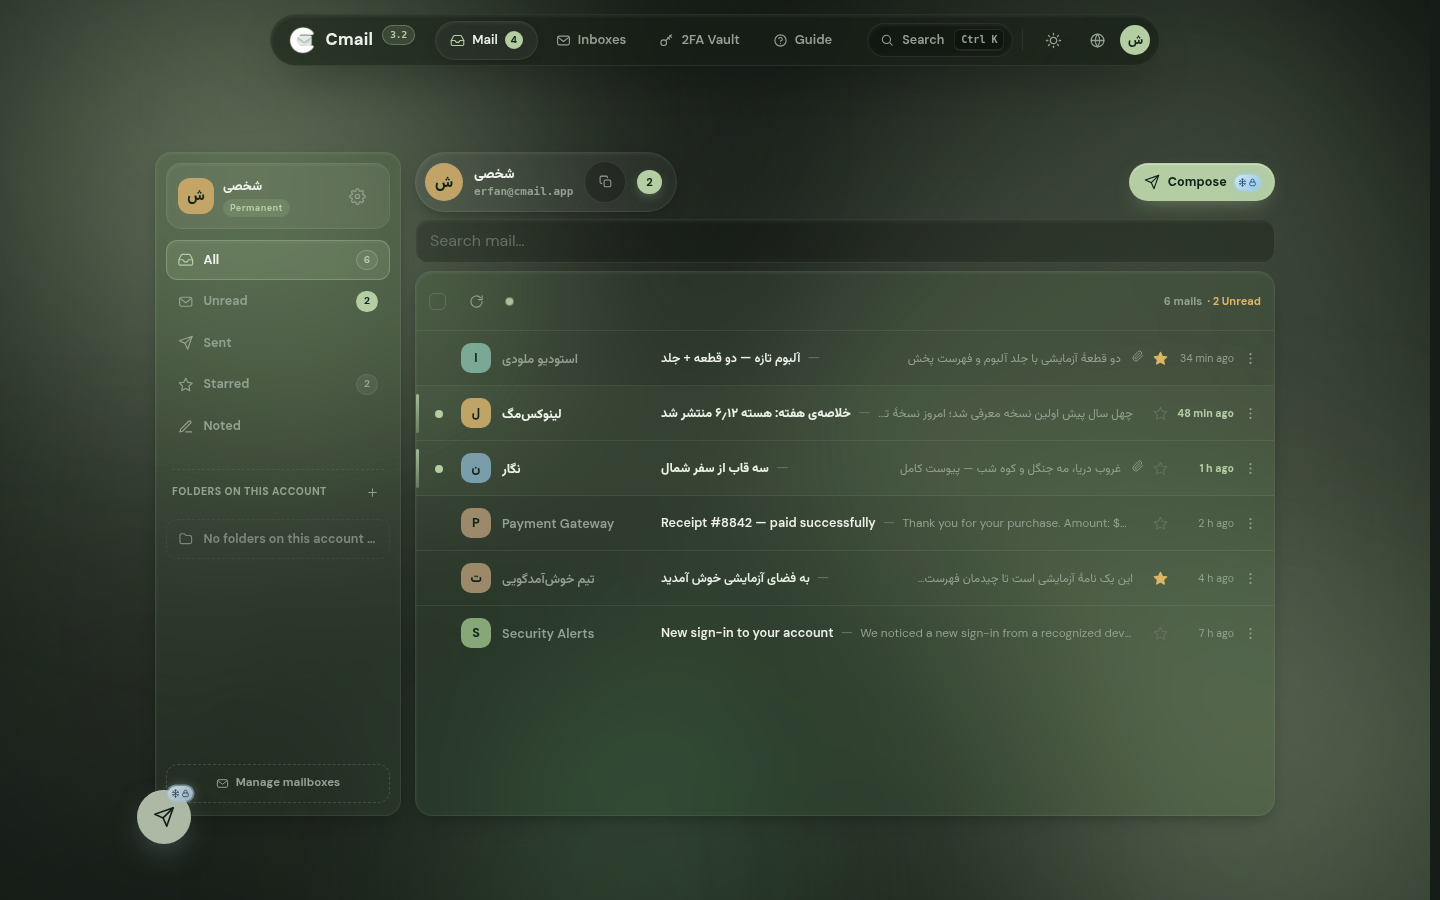 Cmail 3.2 Mail 4 Inboxes 2FA Vault Guide Search Ctrl K ش
ش شخصی
Permanent
All 6
Unread 2
Sent
Starred 2
Noted
FOLDERS ON THIS ACCOUNT
No folders on this account ...
Manage mailboxes
ش شخصی 2
erfan@cmail.app
Compose
Search mail...
6 mails · 2 Unread
ا استودیو ملودی آلبوم تازه — دو قطعه + جلد — دو قطعهٔ آزمایشی با جلد آلبوم و فهرست پخش 34 min ago
ل لینوکس‌مگ خلاصه‌ی هفته: هسته ۶٫۱۲ منتشر شد — چهل سال پیش اولین نسخه معرفی شد؛ امروز نسخهٔ تـ... 48 min ago
ن نگار سه قاب از سفر شمال — غروب دریا، مه جنگل و کوه شب — پیوست کامل 1 h ago
P Payment Gateway Receipt #8842 — paid successfully — Thank you for your purchase. Amount: $... 2 h ago
ت تیم خوش‌آمدگویی به فضای آزمایشی خوش آمدید — این یک نامهٔ آزمایشی است تا چیدمان فهرست... 4 h ago
S Security Alerts New sign-in to your account — We noticed a new sign-in from a recognized dev... 7 h ago